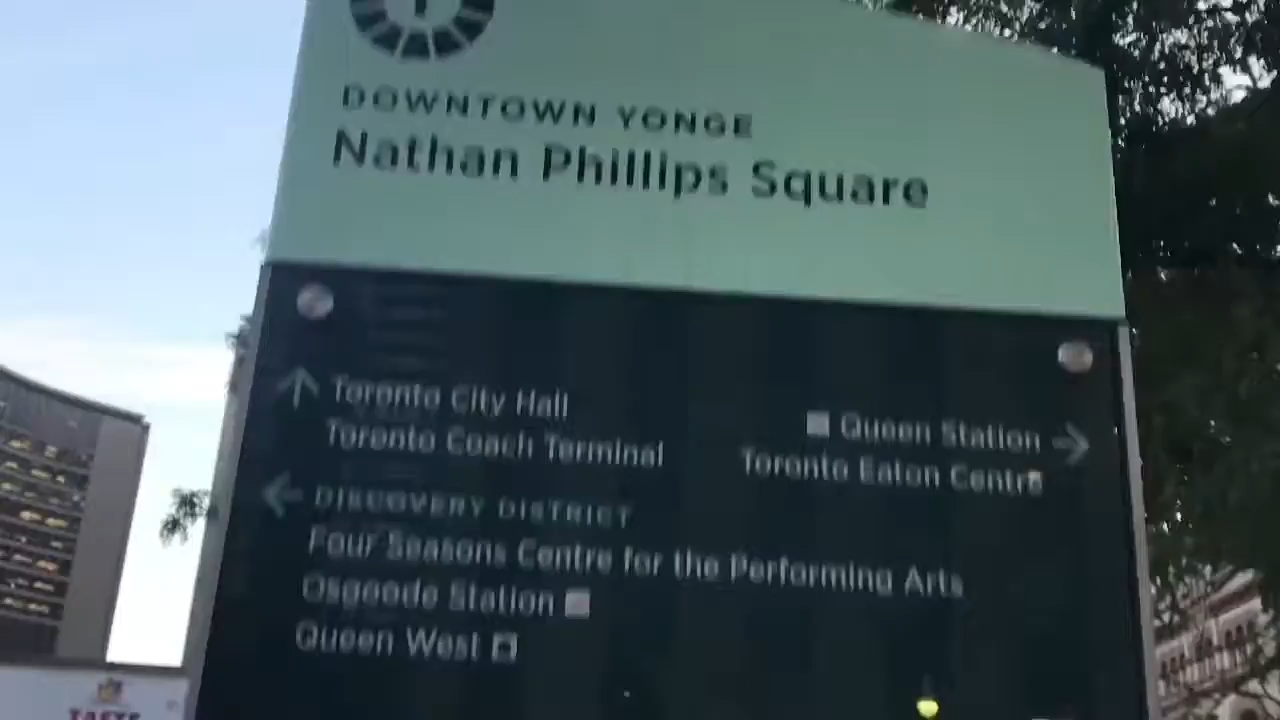 DOWNTOWN YONGE
Nathan Phillips Square
Toronto City Hall
Toronto Coach Terminal
Queen Station
Toronto Eaton Centre
DISCOVERY DISTRICT
Four Seasons Centre for the Performing Arts
Osgoode Station
Queen West
TASTE